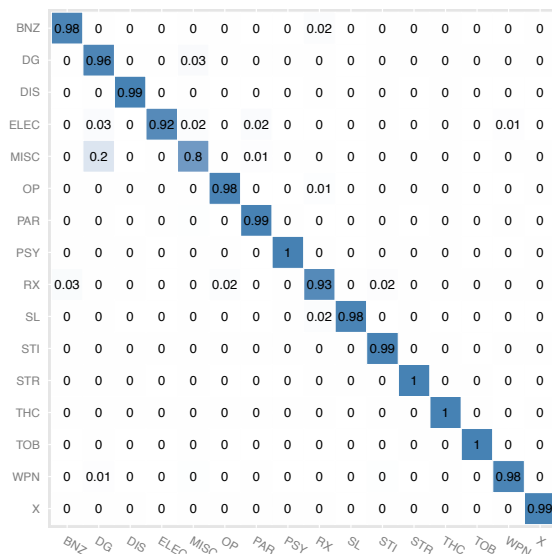 BNZ 0.98 0 0 0 0 0 0 0 0.02 0 0 0 0 0 0 0
DG 0 0.96 0 0 0.03 0 0 0 0 0 0 0 0 0 0 0
DIS 0 0 0.99 0 0 0 0 0 0 0 0 0 0 0 0 0
ELEC 0 0.03 0 0.92 0.02 0 0.02 0 0 0 0 0 0 0 0.01 0
MISC 0 0.2 0 0 0.8 0 0.01 0 0 0 0 0 0 0 0 0
OP 0 0 0 0 0 0.98 0 0 0.01 0 0 0 0 0 0 0
PAR 0 0 0 0 0 0 0.99 0 0 0 0 0 0 0 0 0
PSY 0 0 0 0 0 0 0 1 0 0 0 0 0 0 0 0
RX 0.03 0 0 0 0 0.02 0 0 0.93 0 0.02 0 0 0 0 0
SL 0 0 0 0 0 0 0 0 0.02 0.98 0 0 0 0 0 0
STI 0 0 0 0 0 0 0 0 0 0 0.99 0 0 0 0 0
STR 0 0 0 0 0 0 0 0 0 0 0 1 0 0 0 0
THC 0 0 0 0 0 0 0 0 0 0 0 0 1 0 0 0
TOB 0 0 0 0 0 0 0 0 0 0 0 0 0 1 0 0
WPN 0 0.01 0 0 0 0 0 0 0 0 0 0 0 0 0.98 0
X 0 0 0 0 0 0 0 0 0 0 0 0 0 0 0 0.99
BNZ DG DIS ELEC MISC OP PAR PSY RX SL STI STR THC TOB WPN X